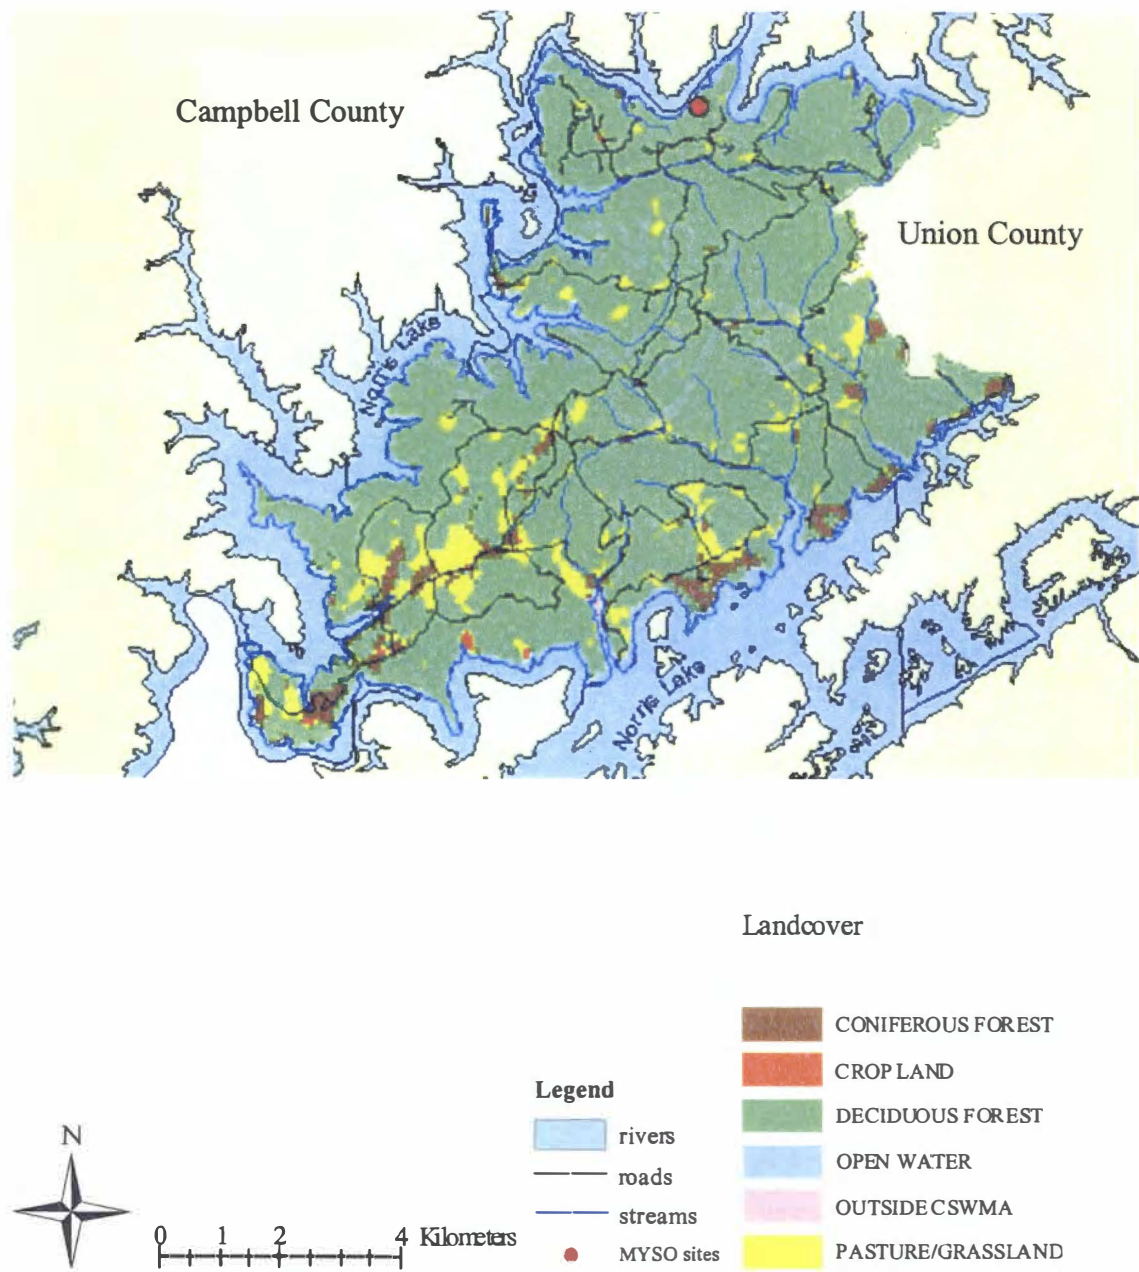 Campbell County
Union County
Norris Lake
Norris Lake
Landcover
CONIFEROUS FOREST
CROP LAND
Legend
DECIDUOUS FOREST
rivers
OPEN WATER
roads
OUTSIDE CSWMA
streams
PASTURE/GRASSLAND
MYSO sites
N
0 1 2 4 Kilometers